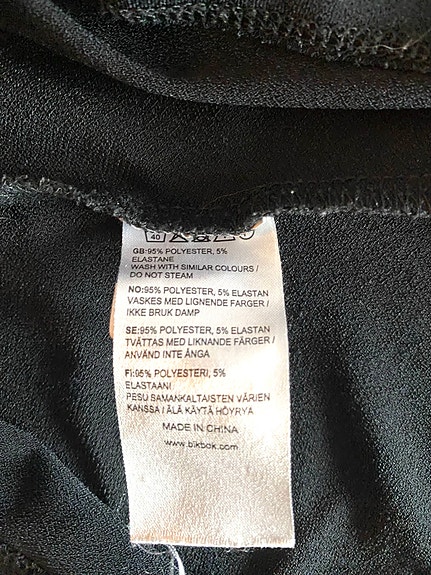 40
GB:95% POLYESTER, 5%
ELASTANE
WASH WITH SIMILAR COLOURS /
DO NOT STEAM
NO:95% POLYESTER, 5% ELASTAN
VASKES MED LIGNENDE FARGER /
IKKE BRUK DAMP
SE:95% POLYESTER, 5% ELASTAN
TVÄTTAS MED LIKNANDE FÄRGER /
ANVÄND INTE ÅNGA
FI:95% POLYESTERI, 5%
ELASTAANI
PESU SAMANKALTAISTEN VÄRIEN
KANSSA / ÄLÄ KÄYTÄ HÖYRYÄ
MADE IN CHINA
www.bikbok.com